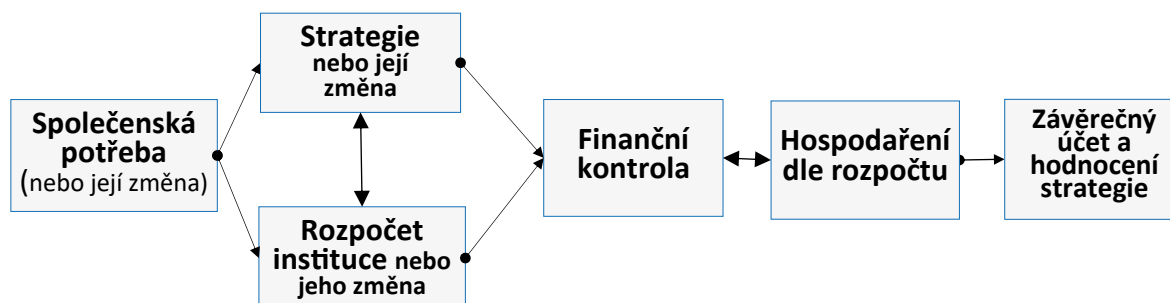 Společenská
potřeba
(nebo její změna)
Strategie
nebo její
změna
Rozpočet
instituce nebo
jeho změna
Finanční
kontrola
Hospodaření
dle rozpočtu
Závěrečný
účet a
hodnocení
strategie